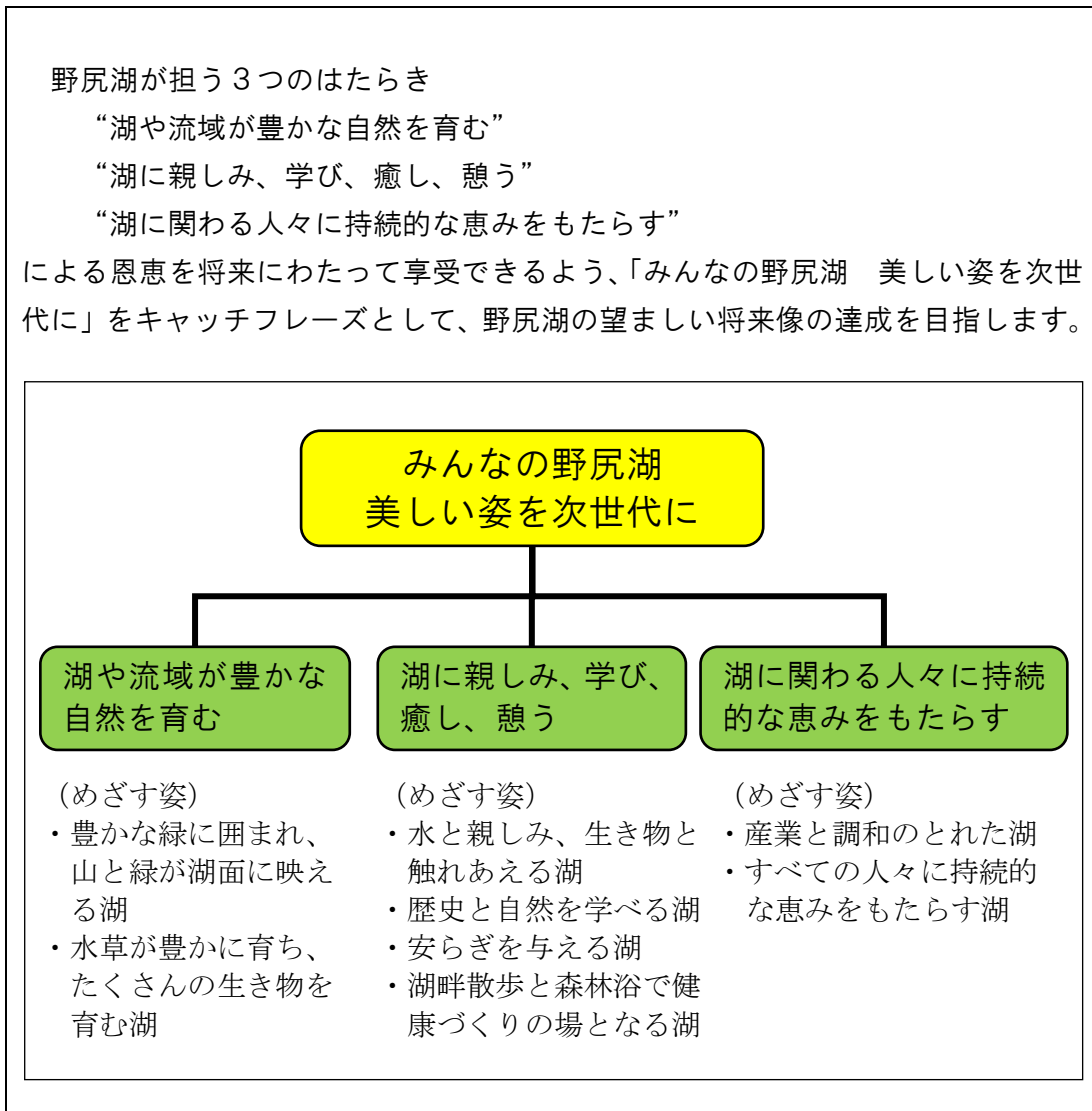 野尻湖が担う３つのはたらき
“湖や流域が豊かな自然を育む”
“湖に親しみ、学び、癒し、憩う”
“湖に関わる人々に持続的な恵みをもたらす”
による恩恵を将来にわたって享受できるよう、「みんなの野尻湖　美しい姿を次世
代に」をキャッチフレーズとして、野尻湖の望ましい将来像の達成を目指します。
みんなの野尻湖
美しい姿を次世代に
湖や流域が豊かな
自然を育む
（めざす姿）
・豊かな緑に囲まれ、
山と緑が湖面に映え
る湖
・水草が豊かに育ち、
たくさんの生き物を
育む湖
湖に親しみ、学び、
癒し、憩う
（めざす姿）
・水と親しみ、生き物と
触れあえる湖
・歴史と自然を学べる湖
・安らぎを与える湖
・湖畔散歩と森林浴で健
康づくりの場となる湖
湖に関わる人々に持続
的な恵みをもたらす
（めざす姿）
・産業と調和のとれた湖
・すべての人々に持続的
な恵みをもたらす湖